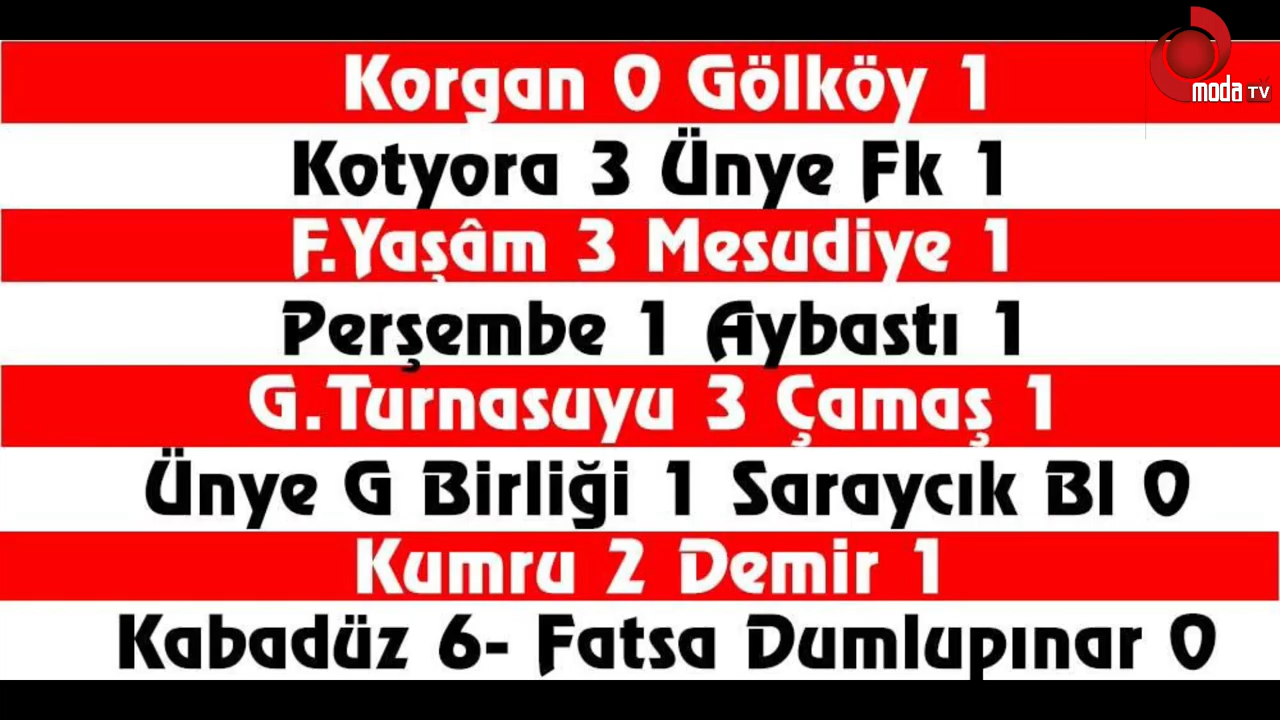 moda TV
Korgan 0 Gölköy 1
Kotyora 3 Ünye Fk 1
F.Yaşâm 3 Mesudiye 1
Perşembe 1 Aybastı 1
G.Turnasuyu 3 Çamaş 1
Ünye G Birliği 1 Saraycık Bl 0
Kumru 2 Demir 1
Kabadüz 6- Fatsa Dumlupınar 0